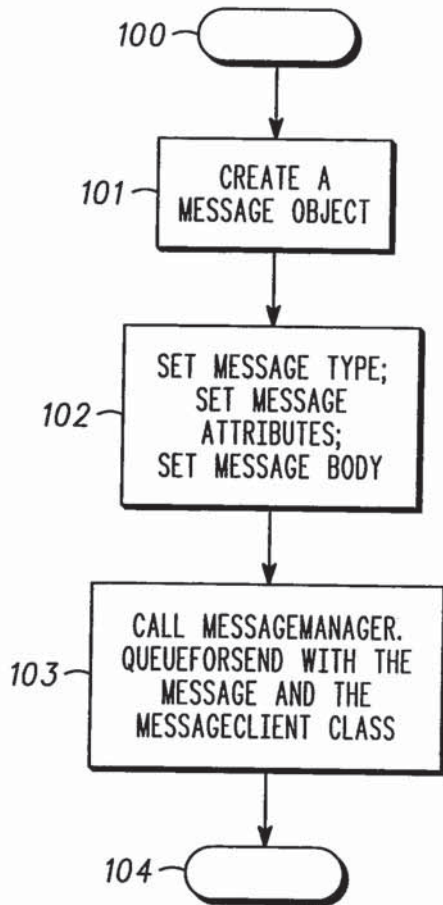 100
101
CREATE A
MESSAGE OBJECT
102
SET MESSAGE TYPE;
SET MESSAGE
ATTRIBUTES;
SET MESSAGE BODY
103
CALL MESSAGEMANAGER.
QUEUEFORSEND WITH THE
MESSAGE AND THE
MESSAGECLIENT CLASS
104